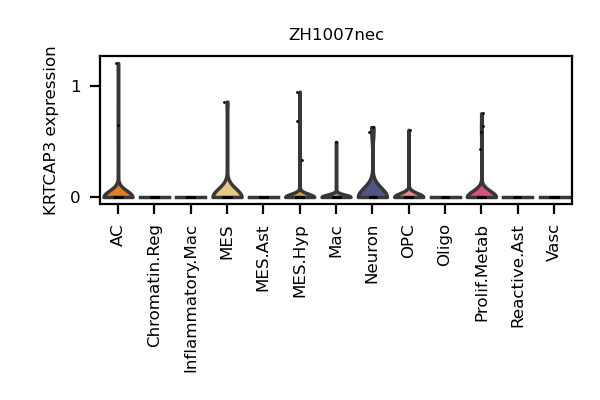 ZH1007nec
KRTCAP3 expression
1
0
AC
Chromatin.Reg
Inflammatory.Mac
MES
MES.Ast
MES.Hyp
Mac
Neuron
OPC
Oligo
Prolif.Metab
Reactive.Ast
Vasc